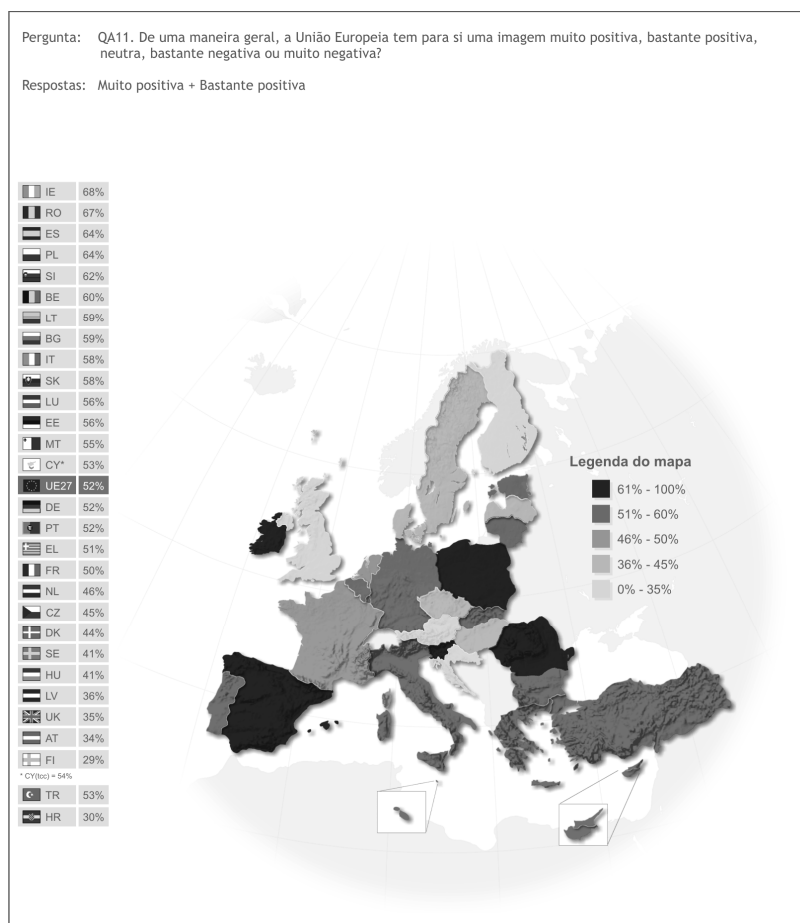 Pergunta: QA11. De uma maneira geral, a União Europeia tem para si uma imagem muito positiva, bastante positiva,
neutra, bastante negativa ou muito negativa?
Respostas: Muito positiva + Bastante positiva
IE 68%
RO 67%
ES 64%
PL 64%
SI 62%
BE 60%
LT 59%
BG 59%
IT 58%
SK 58%
LU 56%
EE 56%
MT 55%
CY* 53%
UE27 52%
DE 52%
PT 52%
EL 51%
FR 50%
NL 46%
CZ 45%
DK 44%
SE 41%
HU 41%
LV 36%
UK 35%
AT 34%
FI 29%
* CY(tcc) = 54%
TR 53%
HR 30%
Legenda do mapa
61% - 100%
51% - 60%
46% - 50%
36% - 45%
0% - 35%